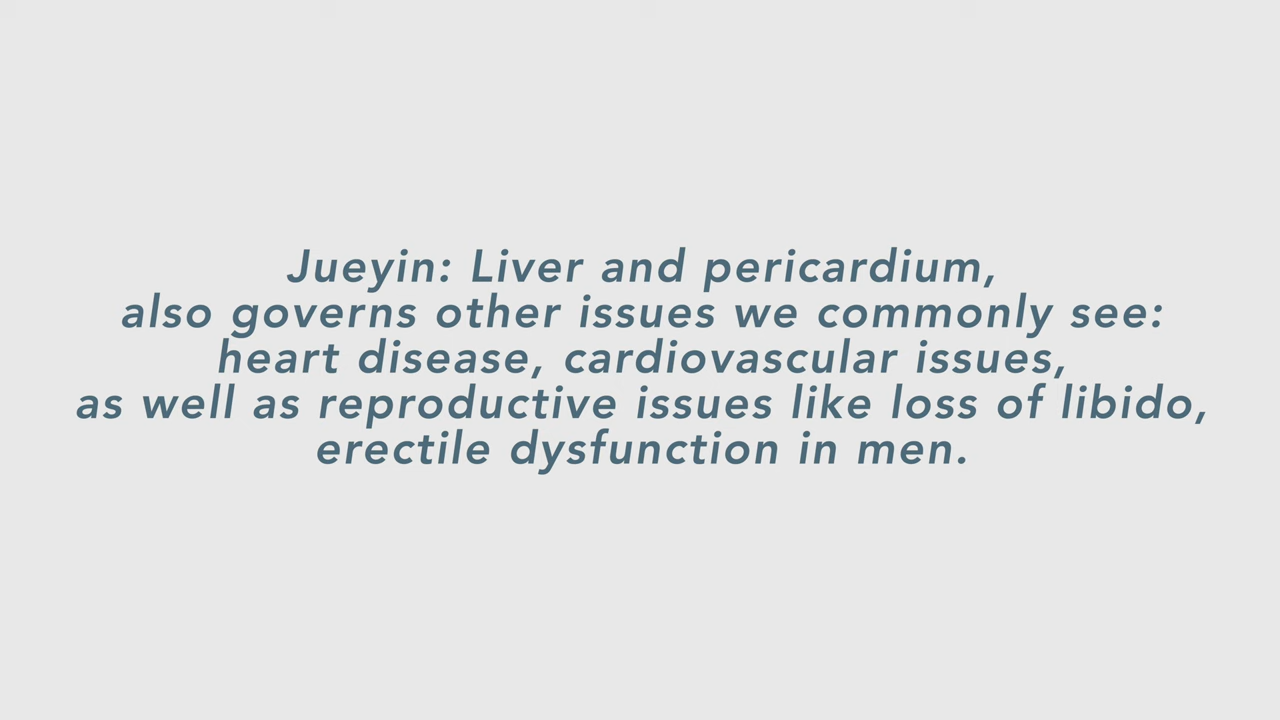 Jueyin: Liver and pericardium,
also governs other issues we commonly see:
heart disease, cardiovascular issues,
as well as reproductive issues like loss of libido,
erectile dysfunction in men.